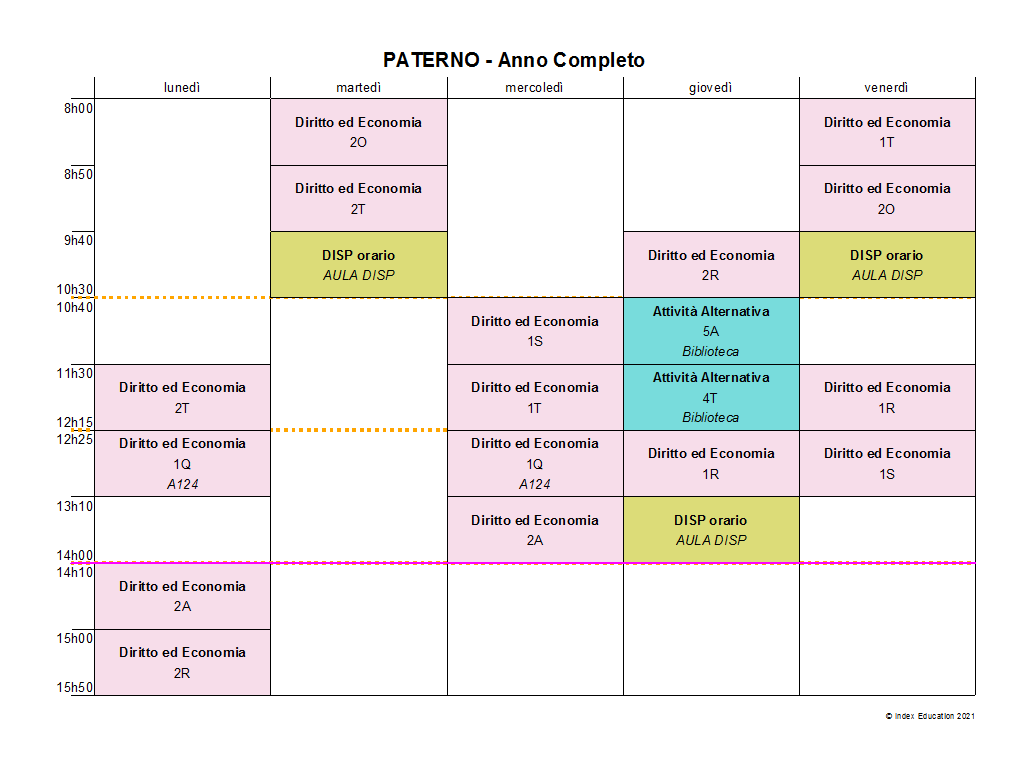 PATERNO - Anno Completo
lunedì martedì mercoledì giovedì venerdì
8h00
Diritto ed Economia
2O
Diritto ed Economia
1T
8h50
Diritto ed Economia
2T
Diritto ed Economia
2O
9h40
DISP orario
AULA DISP
Diritto ed Economia
2R
DISP orario
AULA DISP
10h30
10h40
Diritto ed Economia
1S
Attività Alternativa
5A
Biblioteca
11h30
Diritto ed Economia
2T
Diritto ed Economia
1T
Attività Alternativa
4T
Biblioteca
Diritto ed Economia
1R
12h15
12h25
Diritto ed Economia
1Q
A124
Diritto ed Economia
1Q
A124
Diritto ed Economia
1R
Diritto ed Economia
1S
13h10
Diritto ed Economia
2A
DISP orario
AULA DISP
14h00
14h10
Diritto ed Economia
2A
15h00
Diritto ed Economia
2R
15h50
© Index Education 2021